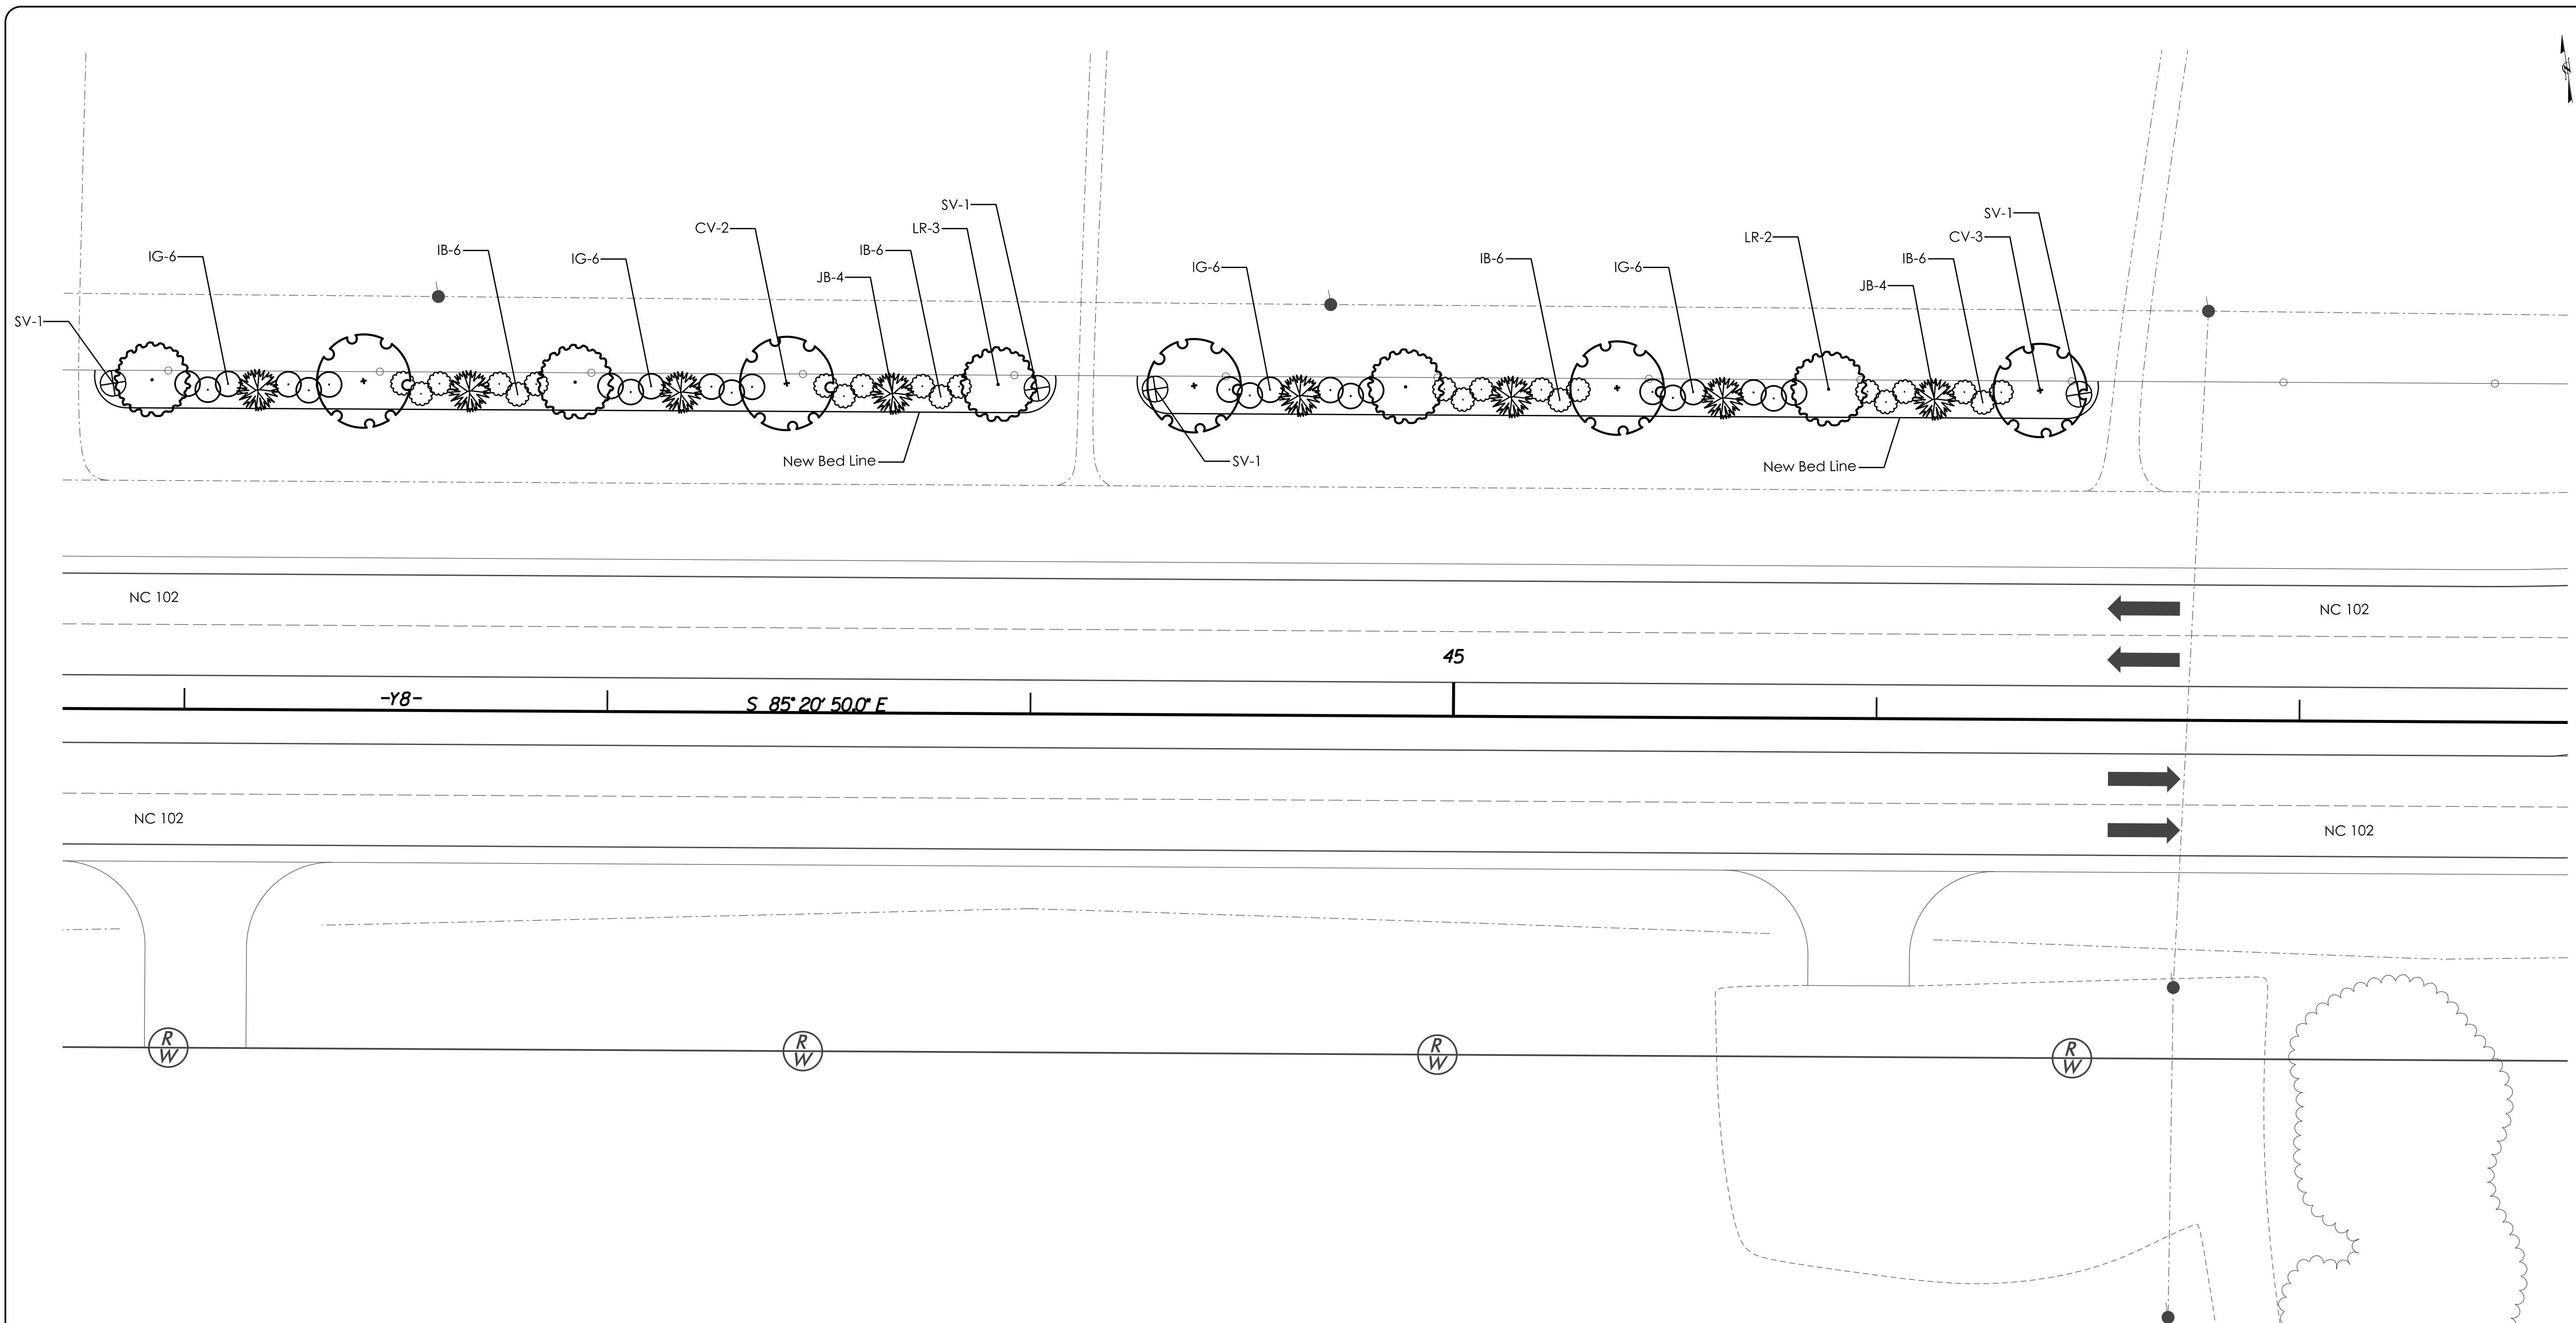 SV-1
SV-1
CV-2
LR-3
LR-2
CV-3
IG-6
IB-6
IG-6
IB-6
IG-6
IB-6
IG-6
IB-6
JB-4
JB-4
SV-1
New Bed Line
SV-1
New Bed Line
NC 102
NC 102
45
-Y8-
S 85° 20' 50.0" E
NC 102
NC 102
R
W
R
W
R
W
R
W